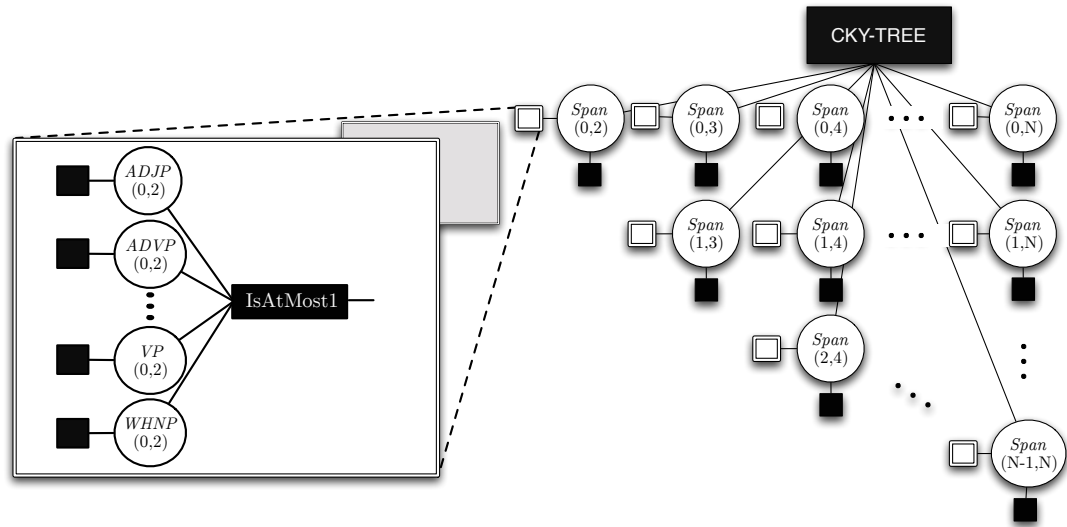 CKY-TREE
Span
(0,2)
Span
(0,3)
Span
(0,4)
Span
(0,N)
Span
(1,3)
Span
(1,4)
Span
(1,N)
Span
(2,4)
Span
(N-1,N)
ADJP
(0,2)
ADVP
(0,2)
IsAtMost1
VP
(0,2)
WHNP
(0,2)